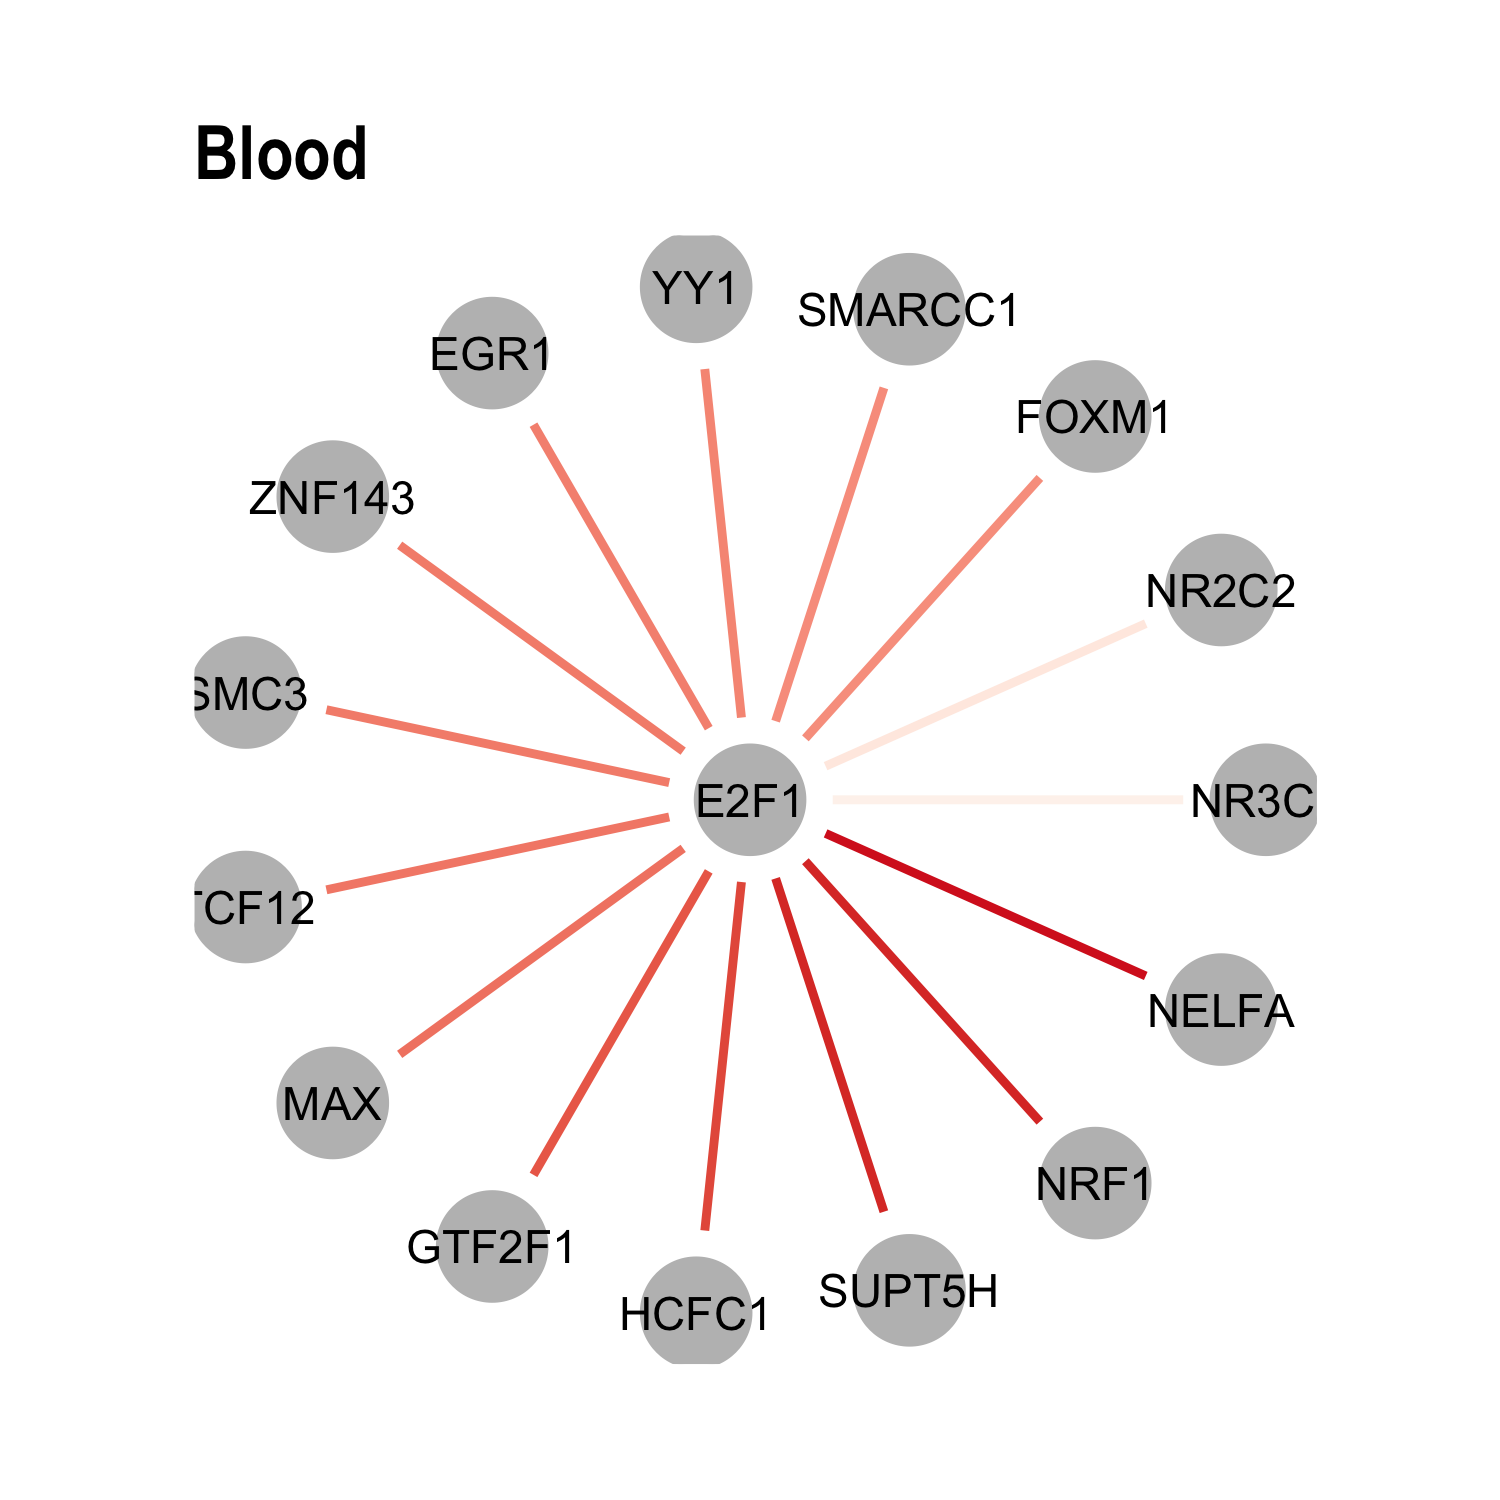 Blood
YY1
SMARCC1
EGR1
FOXM1
ZNF143
NR2C2
SMC3
E2F1
NR3C
TCF12
NELFA
MAX
NRF1
GTF2F1
SUPT5H
HCFC1